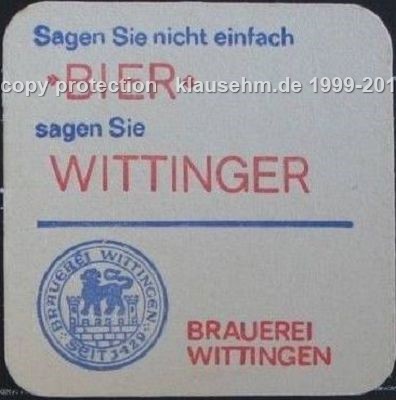 Sagen Sie nicht einfach
copy protection klausehm.de 1999-201
»BIER«
sagen Sie
WITTINGER
BRAUEREI WITTINGEN
SEIT 1429
BRAUEREI
WITTINGEN